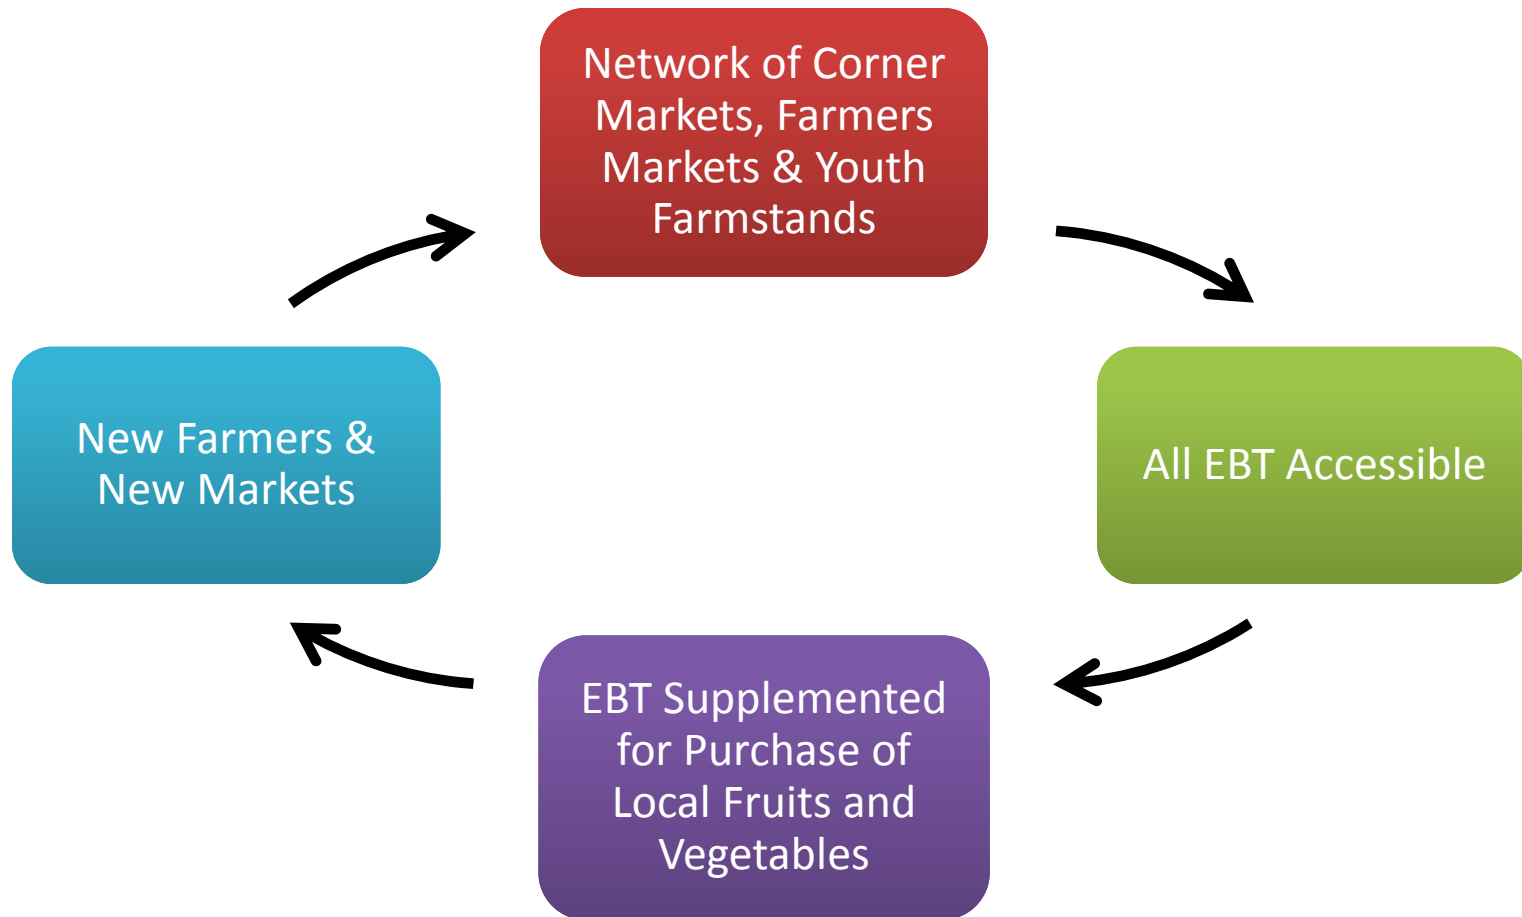 Network of Corner
Markets, Farmers
Markets & Youth
Farmstands
All EBT Accessible
EBT Supplemented
for Purchase of
Local Fruits and
Vegetables
New Farmers &
New Markets